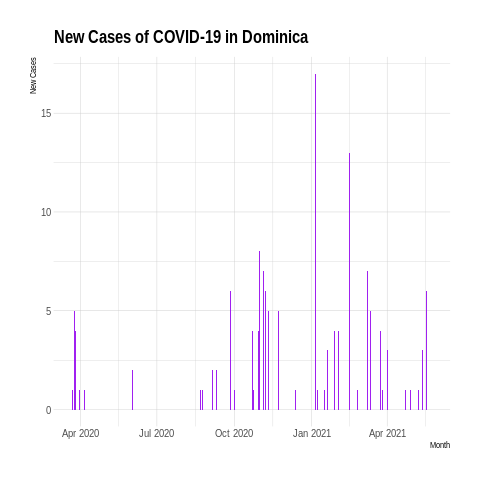 New Cases of COVID-19 in Dominica
New Cases
15
10
5
0
Apr 2020 Jul 2020 Oct 2020 Jan 2021 Apr 2021
Month